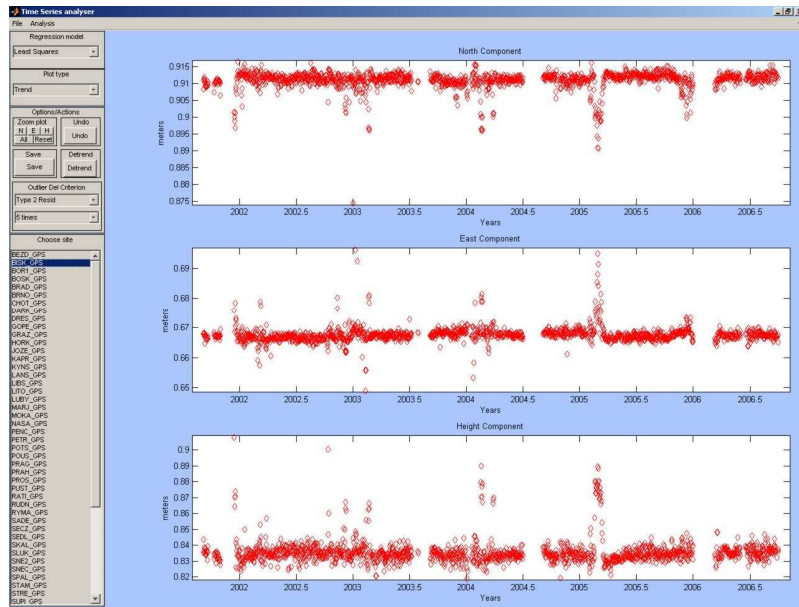 Time Series analyser
File Analysis
Regression model
Least Squares
Plot type
Trend
Options/Actions
Zoom plot
Undo
N E H
All Reset
Undo
Save
Detrend
Save
Detrend
Outlier Del Criterion
Type 2 Resid
5 times
Choose site
BEZD_GPS
BISK_GPS
BOR1_GPS
BOSK_GPS
BRAD_GPS
BRNO_GPS
CHOT_GPS
DARK_GPS
DRES_GPS
GOPE_GPS
GRAZ_GPS
HORK_GPS
JOZE_GPS
KAPR_GPS
KYNS_GPS
LANS_GPS
LIBS_GPS
LITO_GPS
LUBY_GPS
MARJ_GPS
MOKA_GPS
NASA_GPS
PENC_GPS
PETR_GPS
POTS_GPS
POUS_GPS
PRAG_GPS
PRAH_GPS
PROS_GPS
PUST_GPS
RATI_GPS
RUDN_GPS
RYMA_GPS
SADE_GPS
SECZ_GPS
SEDL_GPS
SKAL_GPS
SLUK_GPS
SNE2_GPS
SNEC_GPS
SPAL_GPS
STAM_GPS
STRE_GPS
SUPI_GPS
North Component
0.915
0.91
0.905
0.9
0.895
0.89
0.885
0.88
0.875
meters
2002 2002.5 2003 2003.5 2004 2004.5 2005 2005.5 2006 2006.5
Years
East Component
0.69
0.68
0.67
0.66
0.65
meters
2002 2002.5 2003 2003.5 2004 2004.5 2005 2005.5 2006 2006.5
Years
Height Component
0.9
0.89
0.88
0.87
0.86
0.85
0.84
0.83
0.82
meters
2002 2002.5 2003 2003.5 2004 2004.5 2005 2005.5 2006 2006.5
Years